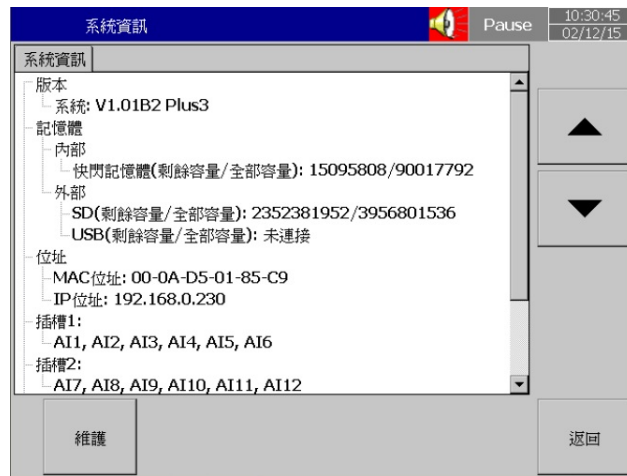 系統資訊
Pause
10:30:45
02/12/15
系統資訊
版本
系統: V1.01B2 Plus3
記憶體
內部
快閃記憶體(剩餘容量/全部容量): 15095808/90017792
外部
SD(剩餘容量/全部容量): 2352381952/3956801536
USB(剩餘容量/全部容量): 未連接
位址
MAC位址: 00-0A-D5-01-85-C9
IP位址: 192.168.0.230
插槽1:
AI1, AI2, AI3, AI4, AI5, AI6
插槽2:
AI7, AI8, AI9, AI10, AI11, AI12
維護
返回